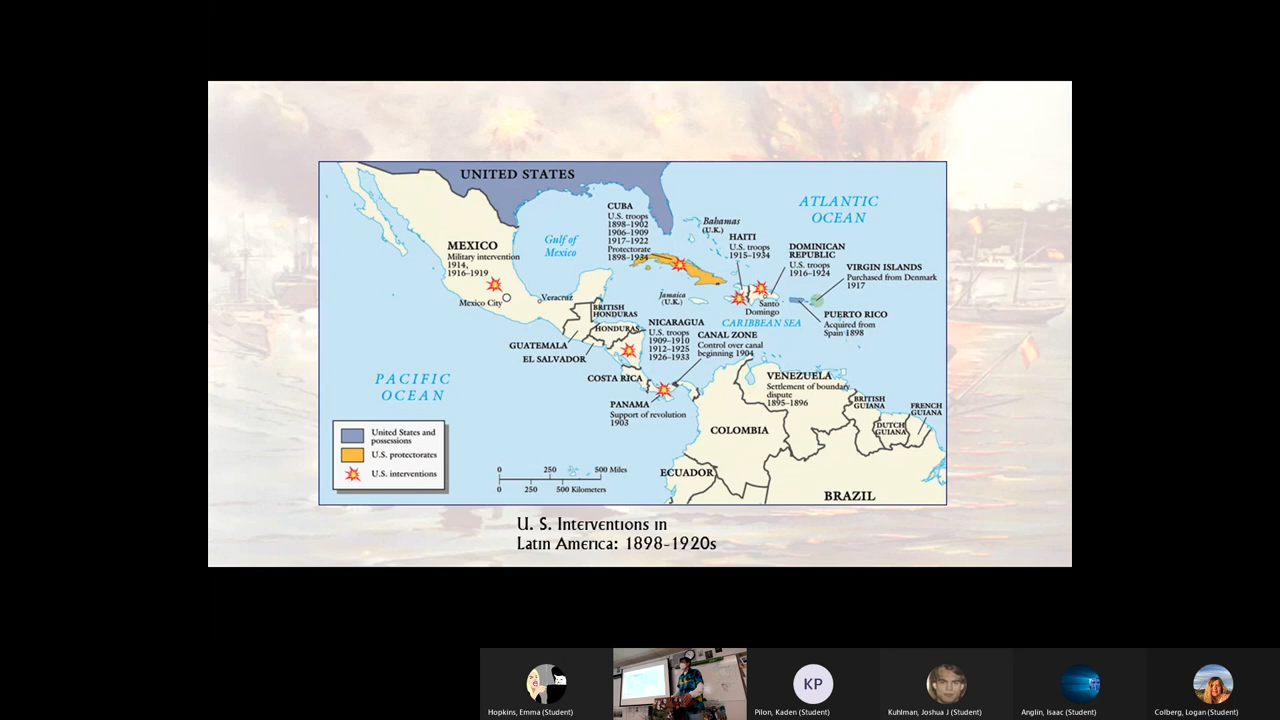 UNITED STATES
ATLANTIC
OCEAN
CUBA
U.S. troops
1898–1902
1906–1909
1917–1922
Protectorate
1898–1934
Bahamas
(U.K.)
Gulf of
Mexico
HAITI
U.S. troops
1915–1934
MEXICO
Military intervention
1914,
1916–1919
DOMINICAN
REPUBLIC
U.S. troops
1916–1924
VIRGIN ISLANDS
Purchased from Denmark
1917
Mexico City
Veracruz
Jamaica
(U.K.)
Santo
Domingo
BRITISH
HONDURAS
CARIBBEAN SEA
PUERTO RICO
Acquired from
Spain 1898
HONDURAS
NICARAGUA
U.S. troops
1909–1910
1912–1925
1926–1933
CANAL ZONE
Control over canal
beginning 1904
GUATEMALA
EL SALVADOR
PACIFIC
OCEAN
COSTA RICA
VENEZUELA
Settlement of boundary
dispute
1895–1896
PANAMA
Support of revolution
1903
BRITISH
GUIANA
FRENCH
GUIANA
DUTCH
GUIANA
COLOMBIA
United States and
possessions
U.S. protectorates
U.S. interventions
0 250 500 Miles
0 250 500 Kilometers
ECUADOR
BRAZIL
U. S. Interventions in
Latin America: 1898-1920s
KP
Hopkins, Emma (Student)
Pilon, Kaden (Student)
Kuhlman, Joshua J (Student)
Anglin, Isaac (Student)
Colberg, Logan (Student)